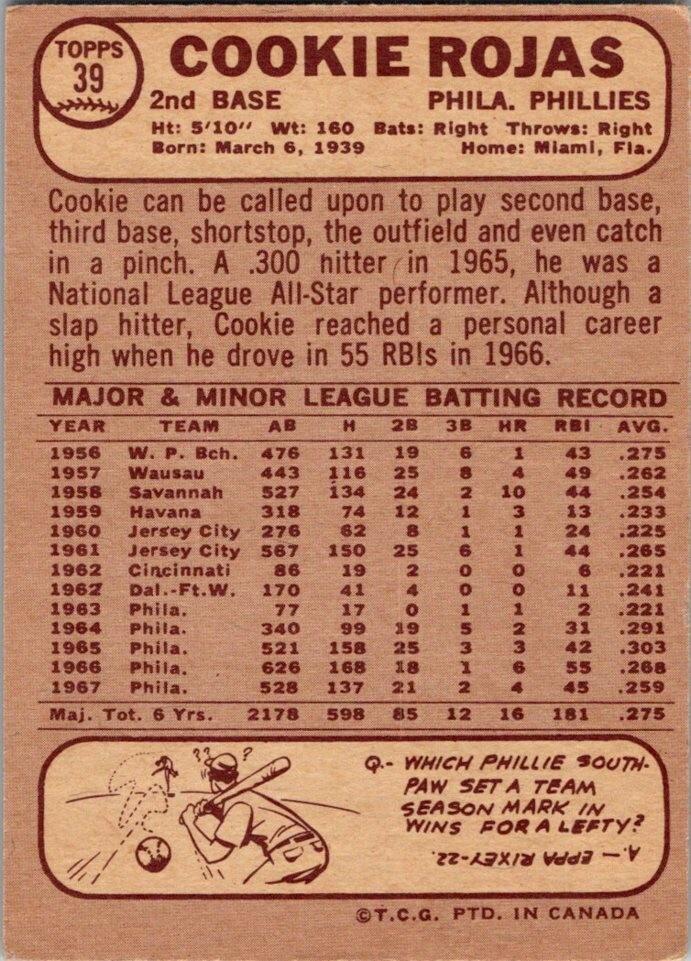 TOPPS
39
COOKIE ROJAS
2nd BASE PHILA. PHILLIES
Ht: 5'10" Wt: 160 Bats: Right Throws: Right
Born: March 6, 1939 Home: Miami, Fla.
Cookie can be called upon to play second base,
third base, shortstop, the outfield and even catch
in a pinch. A .300 hitter in 1965, he was a
National League All-Star performer. Although a
slap hitter, Cookie reached a personal career
high when he drove in 55 RBIs in 1966.
MAJOR & MINOR LEAGUE BATTING RECORD
YEAR TEAM AB H 2B 3B HR RBI AVG.
1956 W. P. Bch. 476 131 19 6 1 43 .275
1957 Wausau 443 116 25 8 4 49 .262
1958 Savannah 527 134 24 2 10 44 .254
1959 Havana 318 74 12 1 3 13 .233
1960 Jersey City 276 62 8 1 1 24 .225
1961 Jersey City 567 150 25 6 1 44 .265
1962 Cincinnati 86 19 2 0 0 6 .221
1962 Dal.-Ft.W. 170 41 4 0 0 11 .241
1963 Phila. 77 17 0 1 1 2 .221
1964 Phila. 340 99 19 5 2 31 .291
1965 Phila. 521 158 25 3 3 42 .303
1966 Phila. 626 168 18 1 6 55 .268
1967 Phila. 528 137 21 2 4 45 .259
Maj. Tot. 6 Yrs. 2178 598 85 12 16 181 .275
?? ?
Q.- WHICH PHILLIE SOUTH-
PAW SET A TEAM
SEASON MARK IN
WINS FOR A LEFTY?
A. — EPPA RIXEY-22.
©T.C.G. PTD. IN CANADA